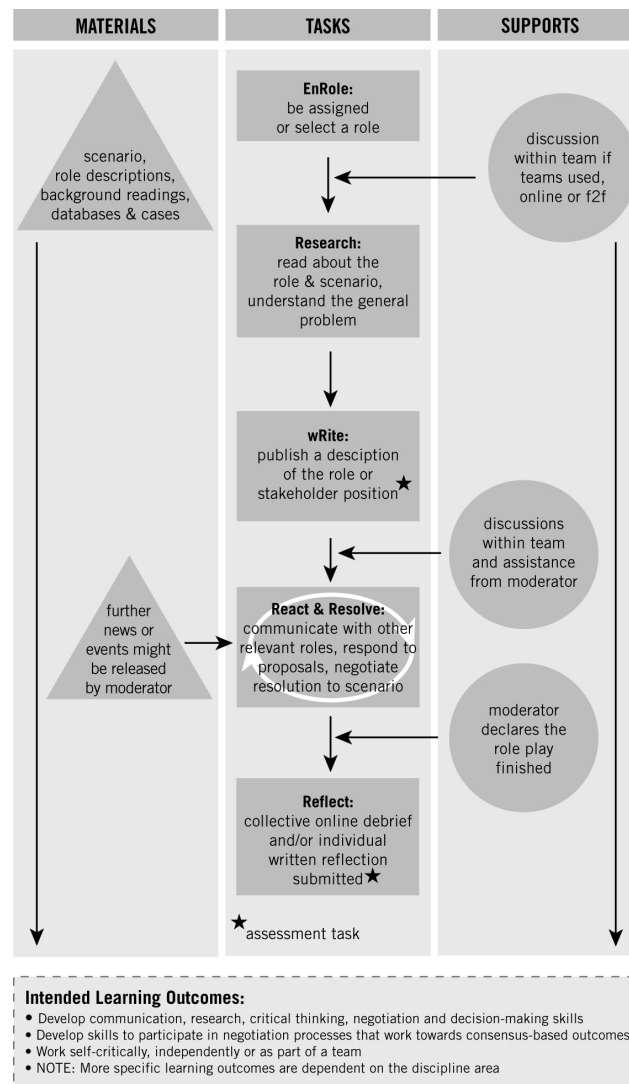 MATERIALS
TASKS
SUPPORTS
scenario,
role descriptions,
background readings,
databases & cases
EnRole:
be assigned
or select a role
discussion
within team if
teams used,
online or f2f
Research:
read about the
role & scenario,
understand the general
problem
wRite:
publish a desciption
of the role or
stakeholder position★
discussions
within team
and assistance
from moderator
further
news or
events might
be released
by moderator
React & Resolve:
communicate with other
relevant roles, respond to
proposals, negotiate
resolution to scenario
moderator
declares the
role play
finished
Reflect:
collective online debrief
and/or individual
written reflection
submitted★
★assessment task
Intended Learning Outcomes:
• Develop communication, research, critical thinking, negotiation and decision-making skills
• Develop skills to participate in negotiation processes that work towards consensus-based outcomes
• Work self-critically, independently or as part of a team
• NOTE: More specific learning outcomes are dependent on the discipline area